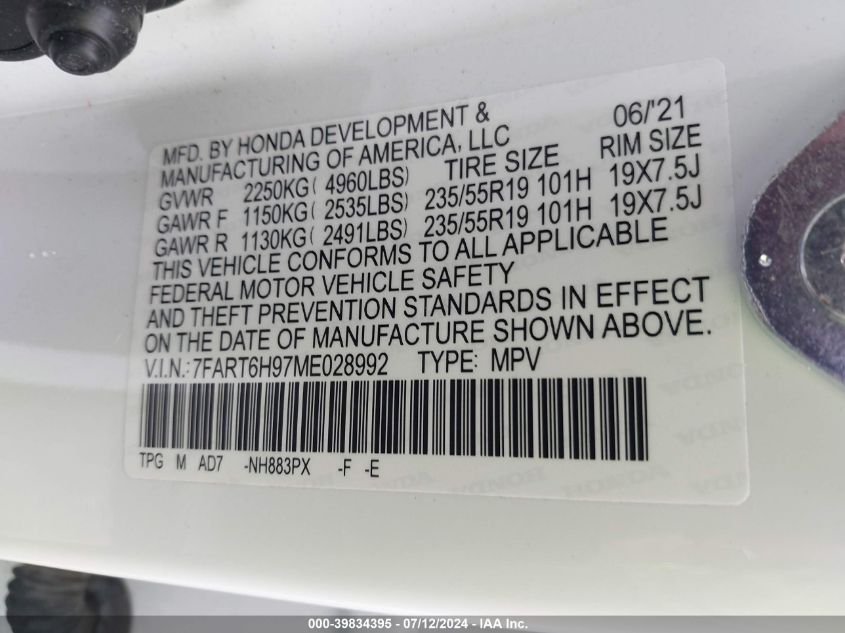 MFD. BY HONDA DEVELOPMENT & 06/'21
MANUFACTURING OF AMERICA, LLC TIRE SIZE RIM SIZE
GVWR 2250KG( 4960LBS)
GAWR F 1150KG( 2535LBS) 235/55R19 101H 19X7.5J
GAWR R 1130KG( 2491LBS) 235/55R19 101H 19X7.5J
THIS VEHICLE CONFORMS TO ALL APPLICABLE
FEDERAL MOTOR VEHICLE SAFETY
AND THEFT PREVENTION STANDARDS IN EFFECT
ON THE DATE OF MANUFACTURE SHOWN ABOVE.
V.I.N.: 7FART6H97ME028992 TYPE: MPV
TPG M AD7 -NH883PX -F -E
000-39834395 - 07/12/2024 - us.iaai.com